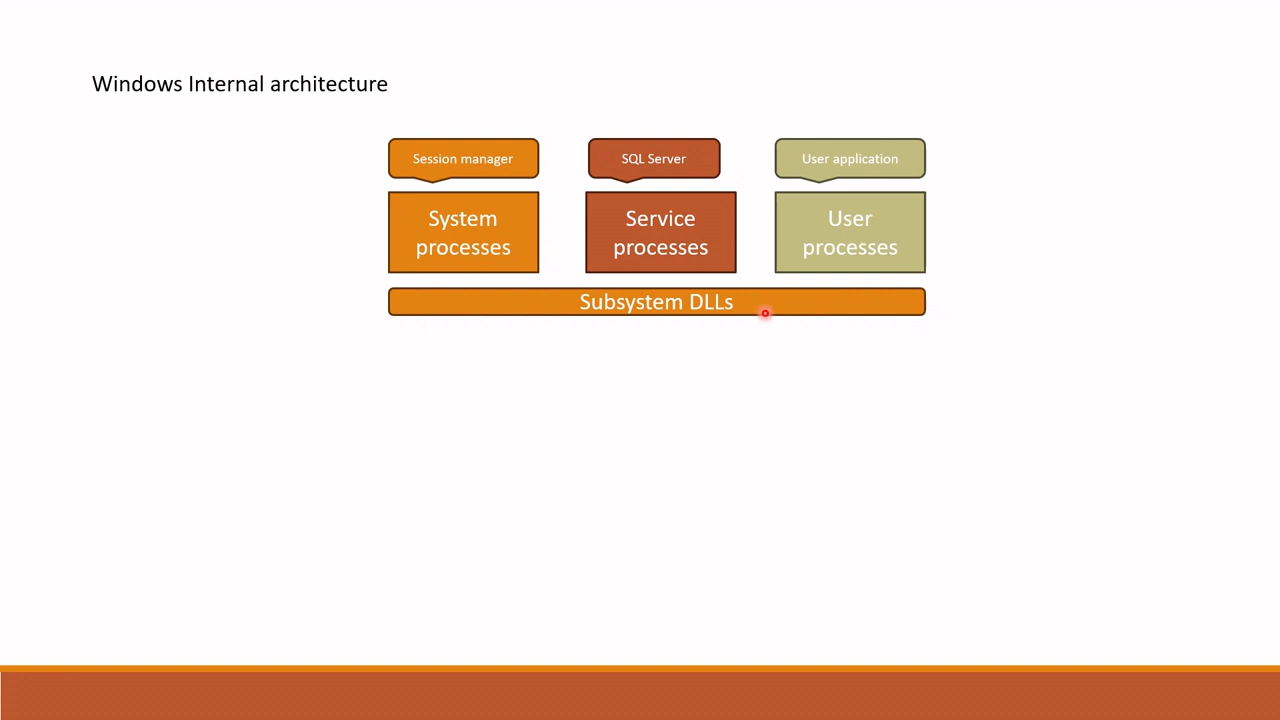 Windows Internal architecture
Session manager
SQL Server
User application
System
processes
Service
processes
User
processes
Subsystem DLLs